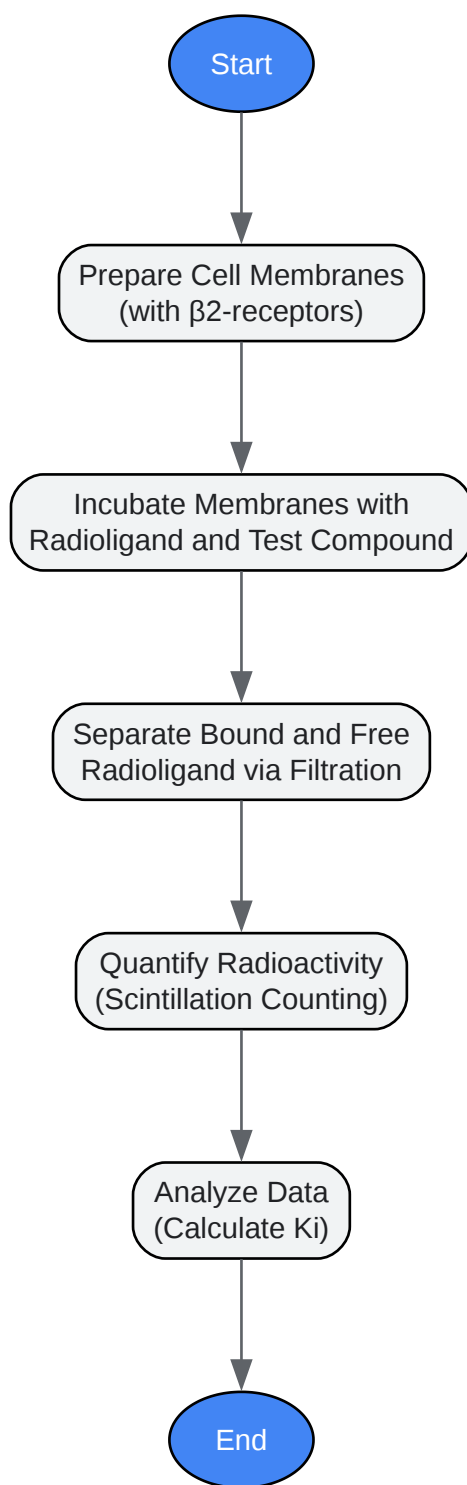 Start
Prepare Cell Membranes
(with β2-receptors)
Incubate Membranes with
Radioligand and Test Compound
Separate Bound and Free
Radioligand via Filtration
Quantify Radioactivity
(Scintillation Counting)
Analyze Data
(Calculate Ki)
End